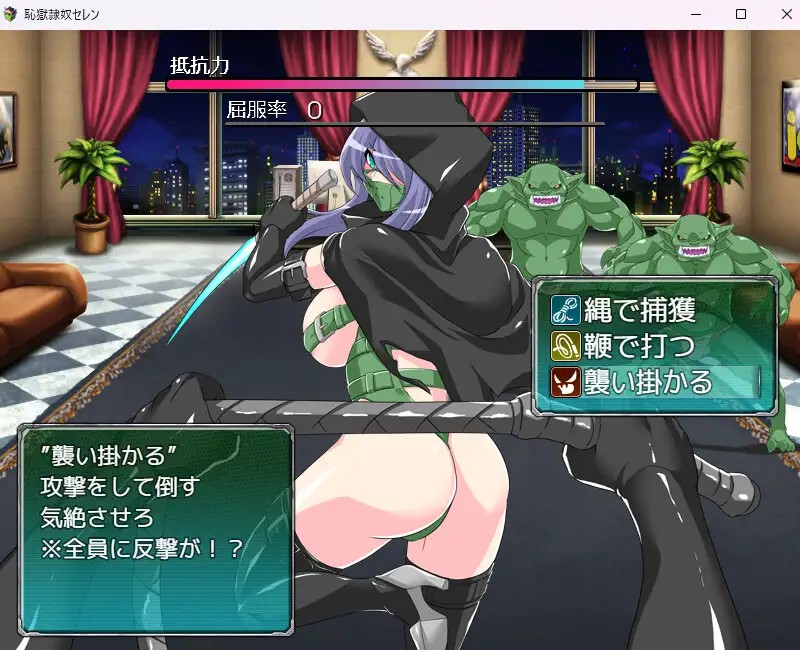 恥獄隷奴セレン
抵抗力
屈服率 0
縄で捕獲
鞭で打つ
襲い掛かる
"襲い掛かる"
攻撃をして倒す
気絶させろ
※全員に反撃が！？